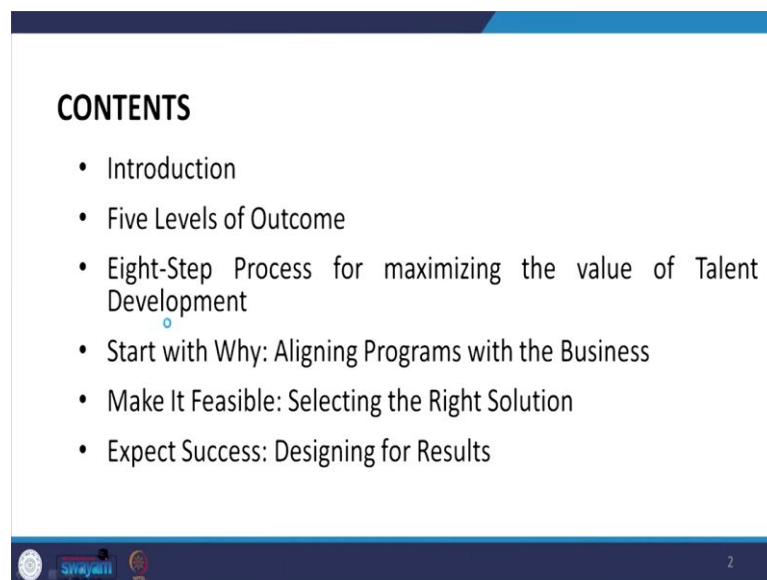 CONTENTS
• Introduction
• Five Levels of Outcome
• Eight-Step Process for maximizing the value of Talent
Development
• Start with Why: Aligning Programs with the Business
• Make It Feasible: Selecting the Right Solution
• Expect Success: Designing for Results
swayam
2